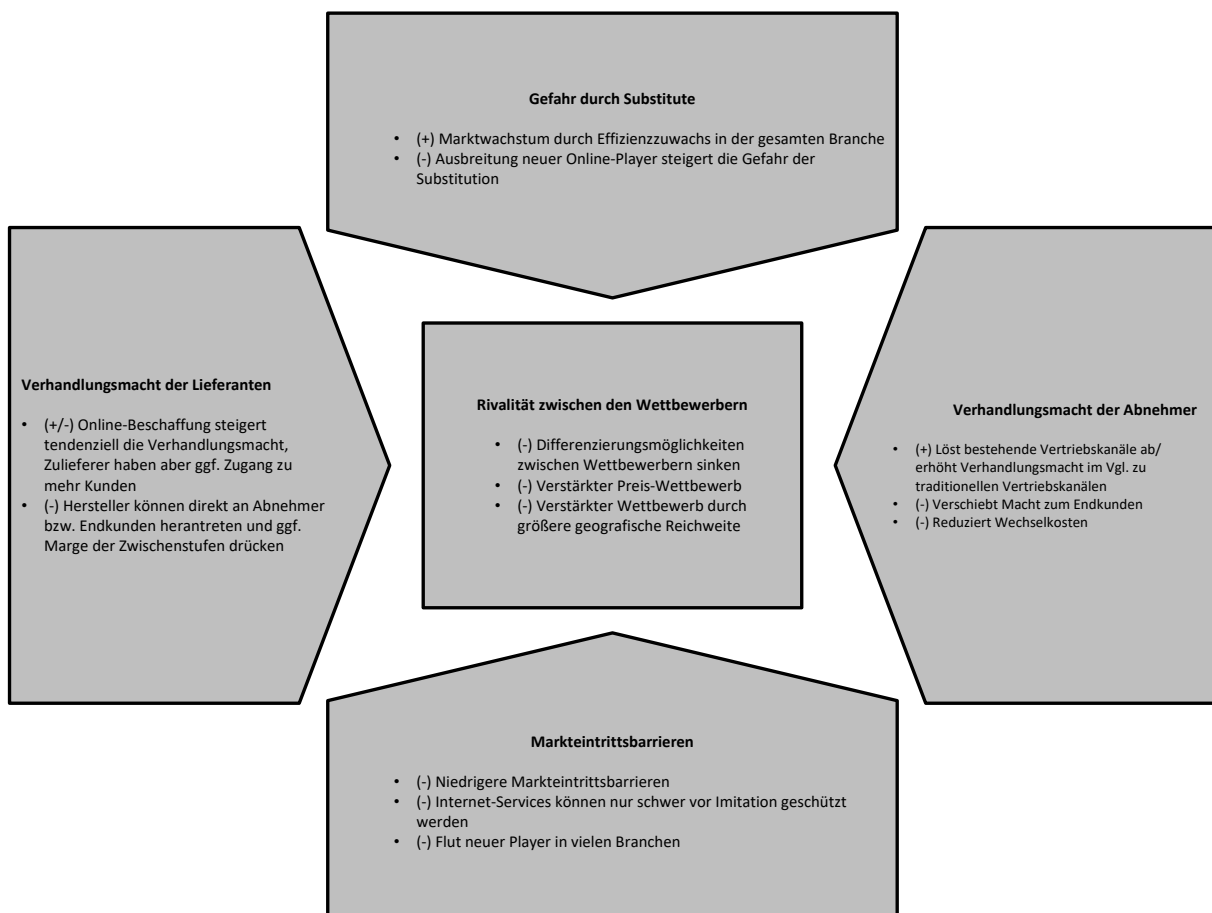 Gefahr durch Substitute
• (+) Marktwachstum durch Effizienzzuwachs in der gesamten Branche
• (-) Ausbreitung neuer Online-Player steigert die Gefahr der
Substitution
Verhandlungsmacht der Lieferanten
• (+/-) Online-Beschaffung steigert
tendenziell die Verhandlungsmacht,
Zulieferer haben aber ggf. Zugang zu
mehr Kunden
• (-) Hersteller können direkt an Abnehmer
bzw. Endkunden herantreten und ggf.
Marge der Zwischenstufen drücken
Rivalität zwischen den Wettbewerbern
• (-) Differenzierungsmöglichkeiten
zwischen Wettbewerbern sinken
• (-) Verstärkter Preis-Wettbewerb
• (-) Verstärkter Wettbewerb durch
größere geografische Reichweite
Verhandlungsmacht der Abnehmer
• (+) Löst bestehende Vertriebskanäle ab/
erhöht Verhandlungsmacht im Vgl. zu
traditionellen Vertriebskanälen
• (-) Verschiebt Macht zum Endkunden
• (-) Reduziert Wechselkosten
Markteintrittsbarrieren
• (-) Niedrigere Markteintrittsbarrieren
• (-) Internet-Services können nur schwer vor Imitation geschützt
werden
• (-) Flut neuer Player in vielen Branchen